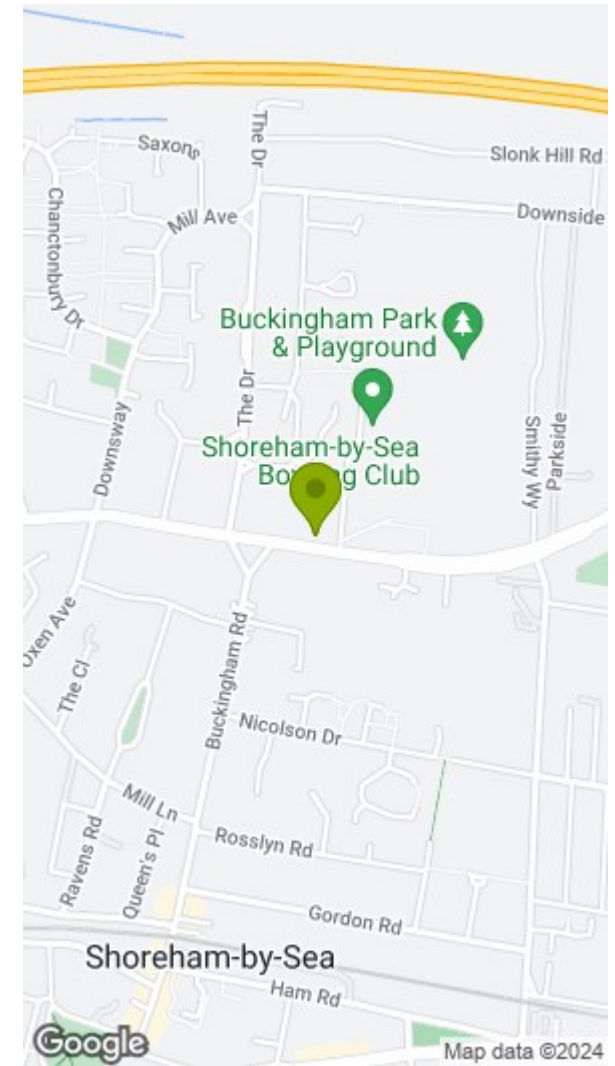 Saxons
The Dr
Slonk Hill Rd
Mill Ave
Downside
Chanctonbury Dr
Buckingham Park
& Playground
The Dr
Downsway
Shoreham-by-Sea
Smithy Wy
Parkside
Club
Oxen Ave
The Cl
Buckingham Rd
Nicolson Dr
Mill Ln
Ravens Rd
Queen's Pl
Rosslyn Rd
Gordon Rd
Shoreham-by-Sea
Ham Rd
Google
Map data ©2024